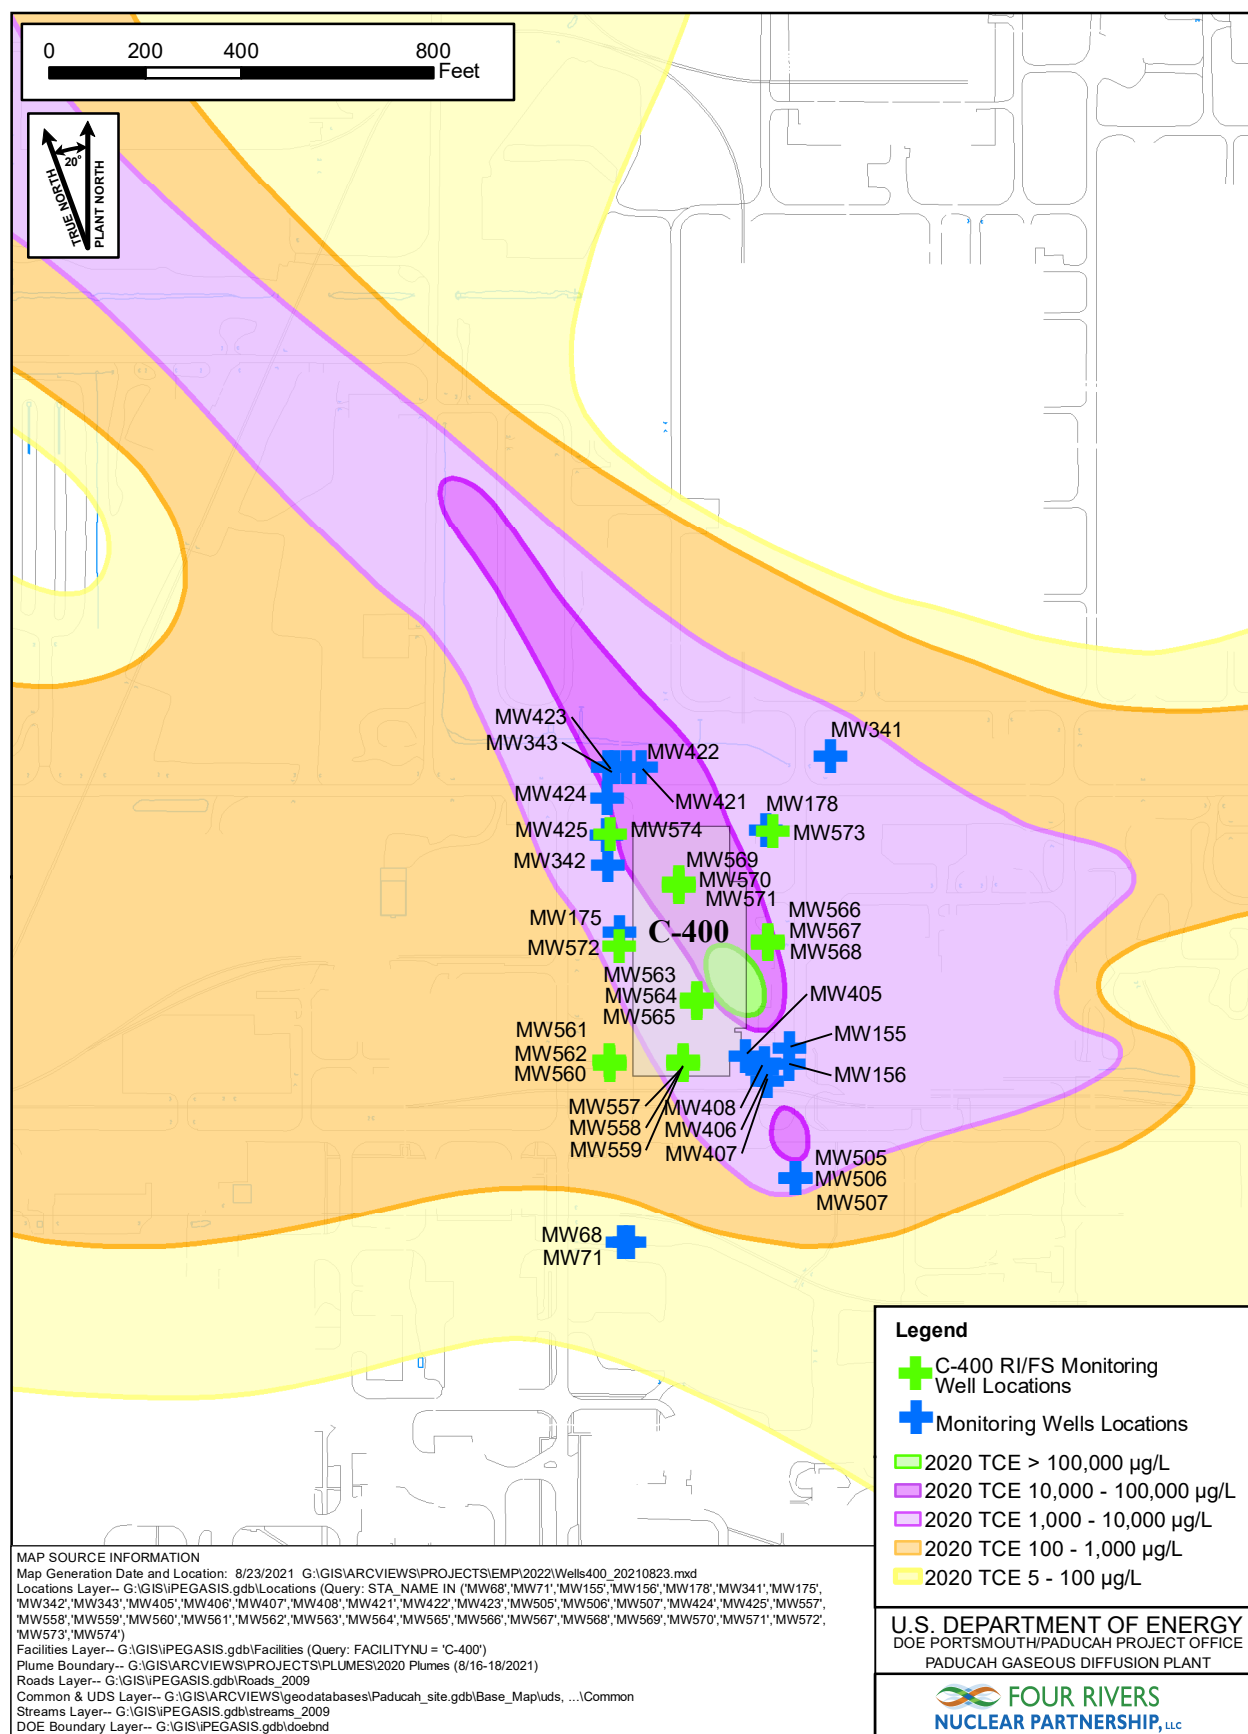 0 200 400 800
Feet
20°
TRUE NORTH
PLANT NORTH
MW423
MW343
MW422
MW341
MW424
MW421
MW178
MW425
MW574
MW573
MW342
MW569
MW570
MW571
MW175
C-400
MW566
MW567
MW568
MW572
MW563
MW564
MW565
MW405
MW561
MW562
MW560
MW155
MW156
MW557
MW558
MW559
MW408
MW406
MW407
MW505
MW506
MW507
MW68
MW71
Legend
C-400 RI/FS Monitoring
Well Locations
Monitoring Wells Locations
2020 TCE > 100,000 µg/L
2020 TCE 10,000 - 100,000 µg/L
2020 TCE 1,000 - 10,000 µg/L
2020 TCE 100 - 1,000 µg/L
2020 TCE 5 - 100 µg/L
MAP SOURCE INFORMATION
Map Generation Date and Location: 8/23/2021 G:\GIS\ARCVIEWS\PROJECTS\EMP\2022\Wells400_20210823.mxd
Locations Layer-- G:\GIS\iPEGASIS.gdb\Locations (Query: STA_NAME IN ('MW68','MW71','MW155','MW156','MW178','MW341','MW175',
'MW342','MW343','MW405','MW406','MW407','MW408','MW421','MW422','MW423','MW505','MW506','MW507','MW424','MW425','MW557',
'MW558','MW559','MW560','MW561','MW562','MW563','MW564','MW565','MW566','MW567','MW568','MW569','MW570','MW571','MW572',
'MW573','MW574')
Facilities Layer-- G:\GIS\iPEGASIS.gdb\Facilities (Query: FACILITYNU = 'C-400')
Plume Boundary-- G:\GIS\ARCVIEWS\PROJECTS\PLUMES\2020 Plumes (8/16-18/2021)
Roads Layer-- G:\GIS\iPEGASIS.gdb\Roads_2009
Common & UDS Layer-- G:\GIS\ARCVIEWS\geodatabases\Paducah_site.gdb\Base_Map\uds, ...\Common
Streams Layer-- G:\GIS\iPEGASIS.gdb\streams_2009
DOE Boundary Layer-- G:\GIS\iPEGASIS.gdb\doebnd
U.S. DEPARTMENT OF ENERGY
DOE PORTSMOUTH/PADUCAH PROJECT OFFICE
PADUCAH GASEOUS DIFFUSION PLANT
FOUR RIVERS
NUCLEAR PARTNERSHIP, LLC